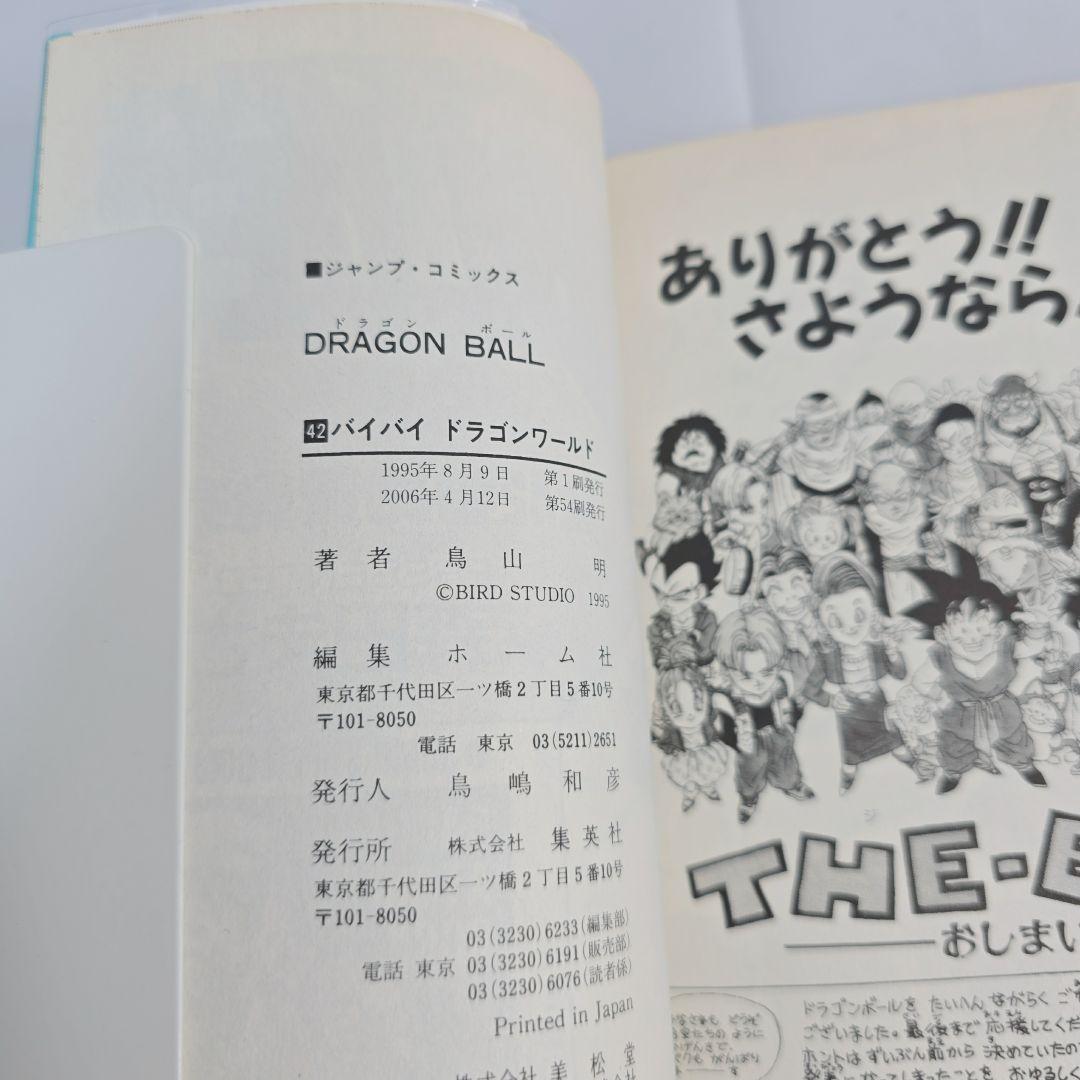 ■ジャンプ・コミックス
ドラゴン ボール
DRAGON BALL
42バイバイ ドラゴンワールド
1995年8月9日 第1刷発行
2006年4月12日 第54刷発行
著者 鳥山 明
©BIRD STUDIO 1995
編集 ホーム社
東京都千代田区一ツ橋2丁目5番10号
〒101-8050
電話 東京 03(5211)2651
発行人 鳥嶋和彦
発行所 株式会社 集英社
東京都千代田区一ツ橋2丁目5番10号
〒101-8050
03(3230)6233(編集部)
電話 東京 03(3230)6191(販売部)
03(3230)6076(読者係)
Printed in Japan
美松堂
ありがとう!!
さようなら
ジ
THE-E
おしまい
ドラゴンボールを たいへん ながらく ご
ございました。最後まで 応援してくだ
ホントは ずいぶん前から 決めていたの